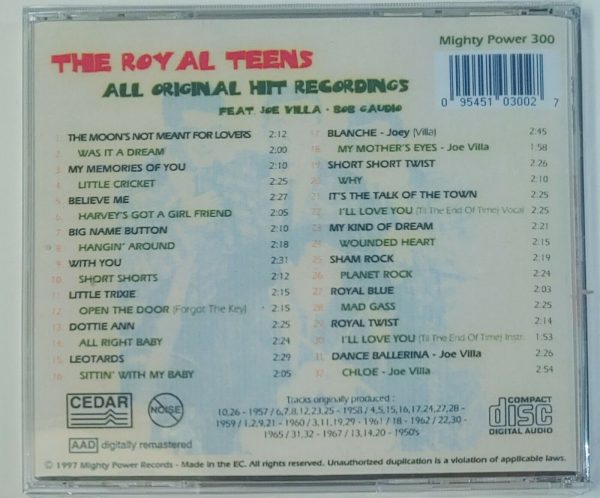 Mighty Power 300
THE ROYAL TEENS
ALL ORIGINAL HIT RECORDINGS
FEAT. JOE VILLA - BOB GAUDIO
0 95451 03002 7
1. THE MOON'S NOT MEANT FOR LOVERS 2:12
2. WAS IT A DREAM 2:00
3. MY MEMORIES OF YOU 2:10
4. LITTLE CRICKET 2:25
5. BELIEVE ME 2:27
6. HARVEY'S GOT A GIRL FRIEND 2:05
7. BIG NAME BUTTON 2:10
8. HANGIN' AROUND 2:18
9. WITH YOU 2:31
10. SHORT SHORTS 2:12
11. LITTLE TRIXIE 2:15
12. OPEN THE DOOR (Forgot The Key) 2:15
13. DOTTIE ANN 2:25
14. ALL RIGHT BABY 2:24
15. LEOTARDS 2:29
16. SITTIN' WITH MY BABY 2:05
17. BLANCHE - Joey (Villa) 2:45
18. MY MOTHER'S EYES - Joe Villa 1:58
19. SHORT SHORT TWIST 2:26
20. WHY 2:10
21. IT'S THE TALK OF THE TOWN 2:25
22. I'LL LOVE YOU (Til The End Of Time) Vocal 2:25
23. MY KIND OF DREAM 2:21
24. WOUNDED HEART 2:15
25. SHAM ROCK 2:19
26. PLANET ROCK 2:24
27. ROYAL BLUE 2:03
28. MAD GASS 2:25
29. ROYAL TWIST 2:14
30. I'LL LOVE YOU (Til The End Of Time) Instr. 1:53
31. DANCE BALLERINA - Joe Villa 2:26
32. CHLOE - Joe Villa 2:54
CEDAR
NOISE
AAD digitally remastered
Tracks originally produced :
10,26 - 1957 / 6,7,8,12,23,25 - 1958 / 4,5,15,16,17,24,27,28 -
1959 / 1,2,9,21 - 1960 / 3,11,19,29 - 1961 / 18 - 1962 / 22,30 -
1965 / 31,32 - 1967 / 13,14,20 - 1950's
COMPACT
disc
DIGITAL AUDIO
© 1997 Mighty Power Records - Made in the EC. All rights reserved. Unauthorized duplication is a violation of applicable laws.